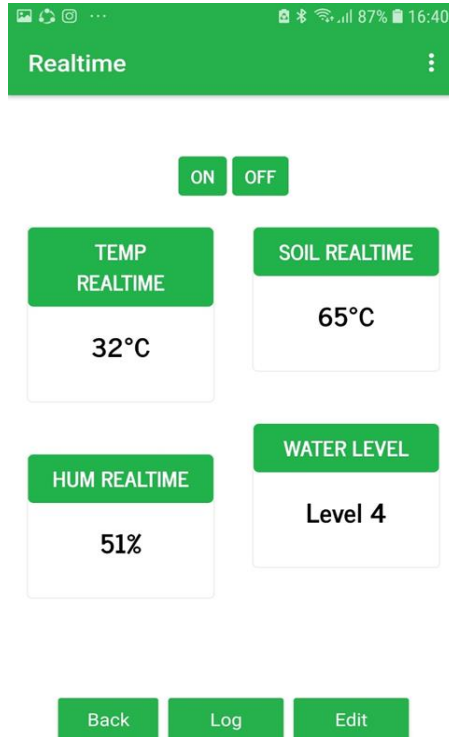 87% 16:40
Realtime
ON OFF
TEMP
REALTIME
32°C
SOIL REALTIME
65°C
HUM REALTIME
51%
WATER LEVEL
Level 4
Back Log Edit